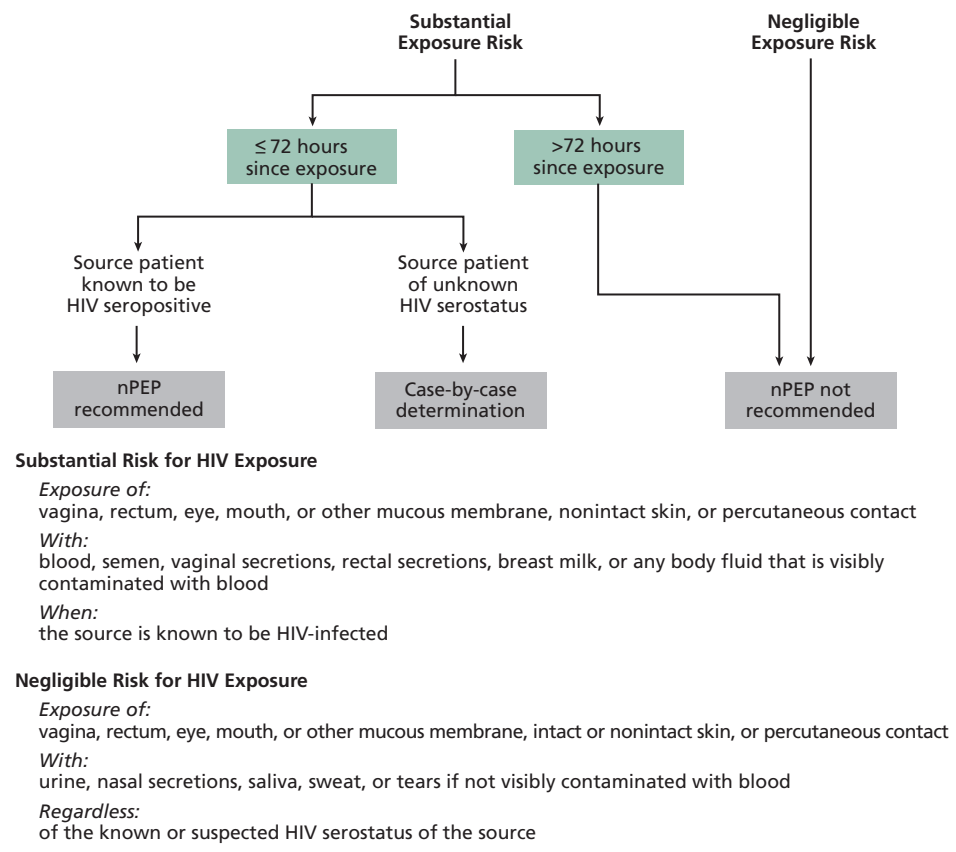 Substantial
Exposure Risk
Negligible
Exposure Risk
≤ 72 hours
since exposure
>72 hours
since exposure
Source patient
known to be
HIV seropositive
Source patient
of unknown
HIV serostatus
nPEP
recommended
Case-by-case
determination
nPEP not
recommended
Substantial Risk for HIV Exposure
Exposure of:
vagina, rectum, eye, mouth, or other mucous membrane, nonintact skin, or percutaneous contact
With:
blood, semen, vaginal secretions, rectal secretions, breast milk, or any body fluid that is visibly
contaminated with blood
When:
the source is known to be HIV-infected
Negligible Risk for HIV Exposure
Exposure of:
vagina, rectum, eye, mouth, or other mucous membrane, intact or nonintact skin, or percutaneous contact
With:
urine, nasal secretions, saliva, sweat, or tears if not visibly contaminated with blood
Regardless:
of the known or suspected HIV serostatus of the source